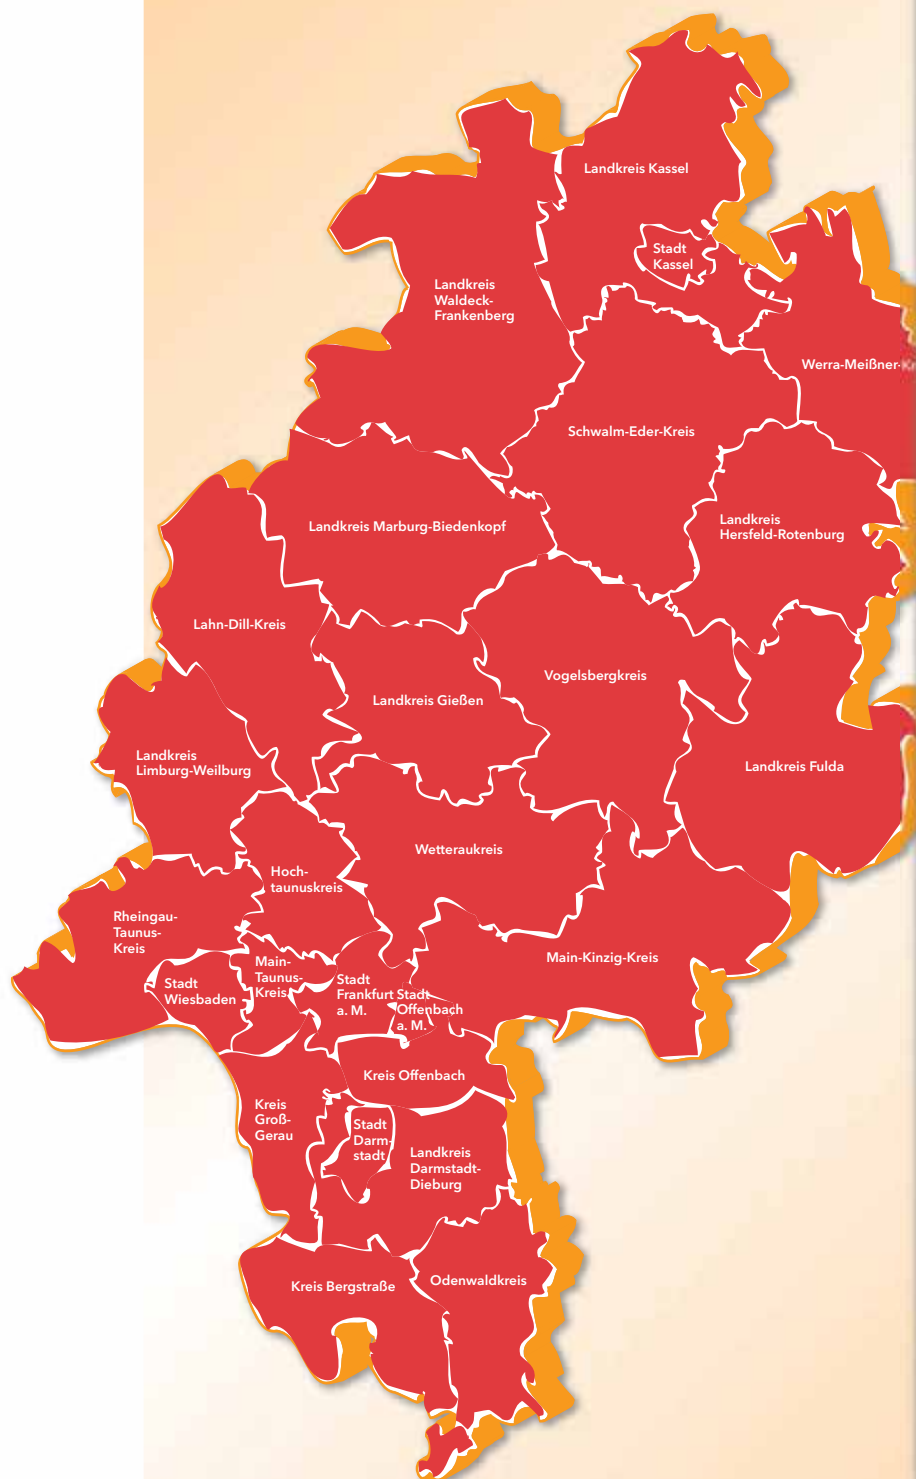 Landkreis Kassel
Stadt
Kassel
Landkreis
Waldeck-
Frankenberg
Werra-Meißner-
Schwalm-Eder-Kreis
Landkreis
Hersfeld-Rotenburg
Landkreis Marburg-Biedenkopf
Lahn-Dill-Kreis
Vogelsbergkreis
Landkreis Gießen
Landkreis
Limburg-Weilburg
Landkreis Fulda
Wetteraukreis
Hoch-
taunuskreis
Rheingau-
Taunus-
Kreis
Main-Kinzig-Kreis
Main-
Taunus-
Kreis
Stadt
Wiesbaden
Stadt
Frankfurt
a. M.
Stadt
Offenbach
a. M.
Kreis Offenbach
Kreis
Groß-
Gerau
Stadt
Darm-
stadt
Landkreis
Darmstadt-
Dieburg
Kreis Bergstraße
Odenwaldkreis